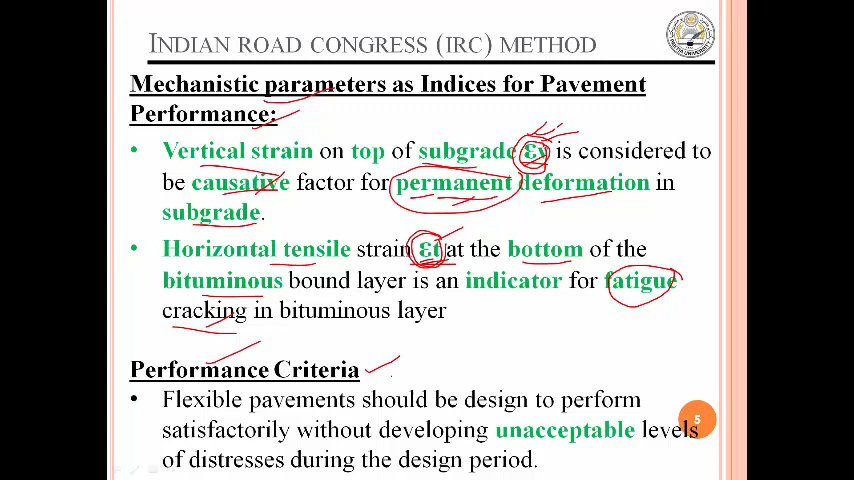 INDIAN ROAD CONGRESS (IRC) METHOD
Mechanistic parameters as Indices for Pavement
Performance:
• Vertical strain on top of subgrade εv is considered to
be causative factor for permanent deformation in
subgrade.
• Horizontal tensile strain εt at the bottom of the
bituminous bound layer is an indicator for fatigue
cracking in bituminous layer
Performance Criteria
• Flexible pavements should be design to perform
satisfactorily without developing unacceptable levels
of distresses during the design period.
5